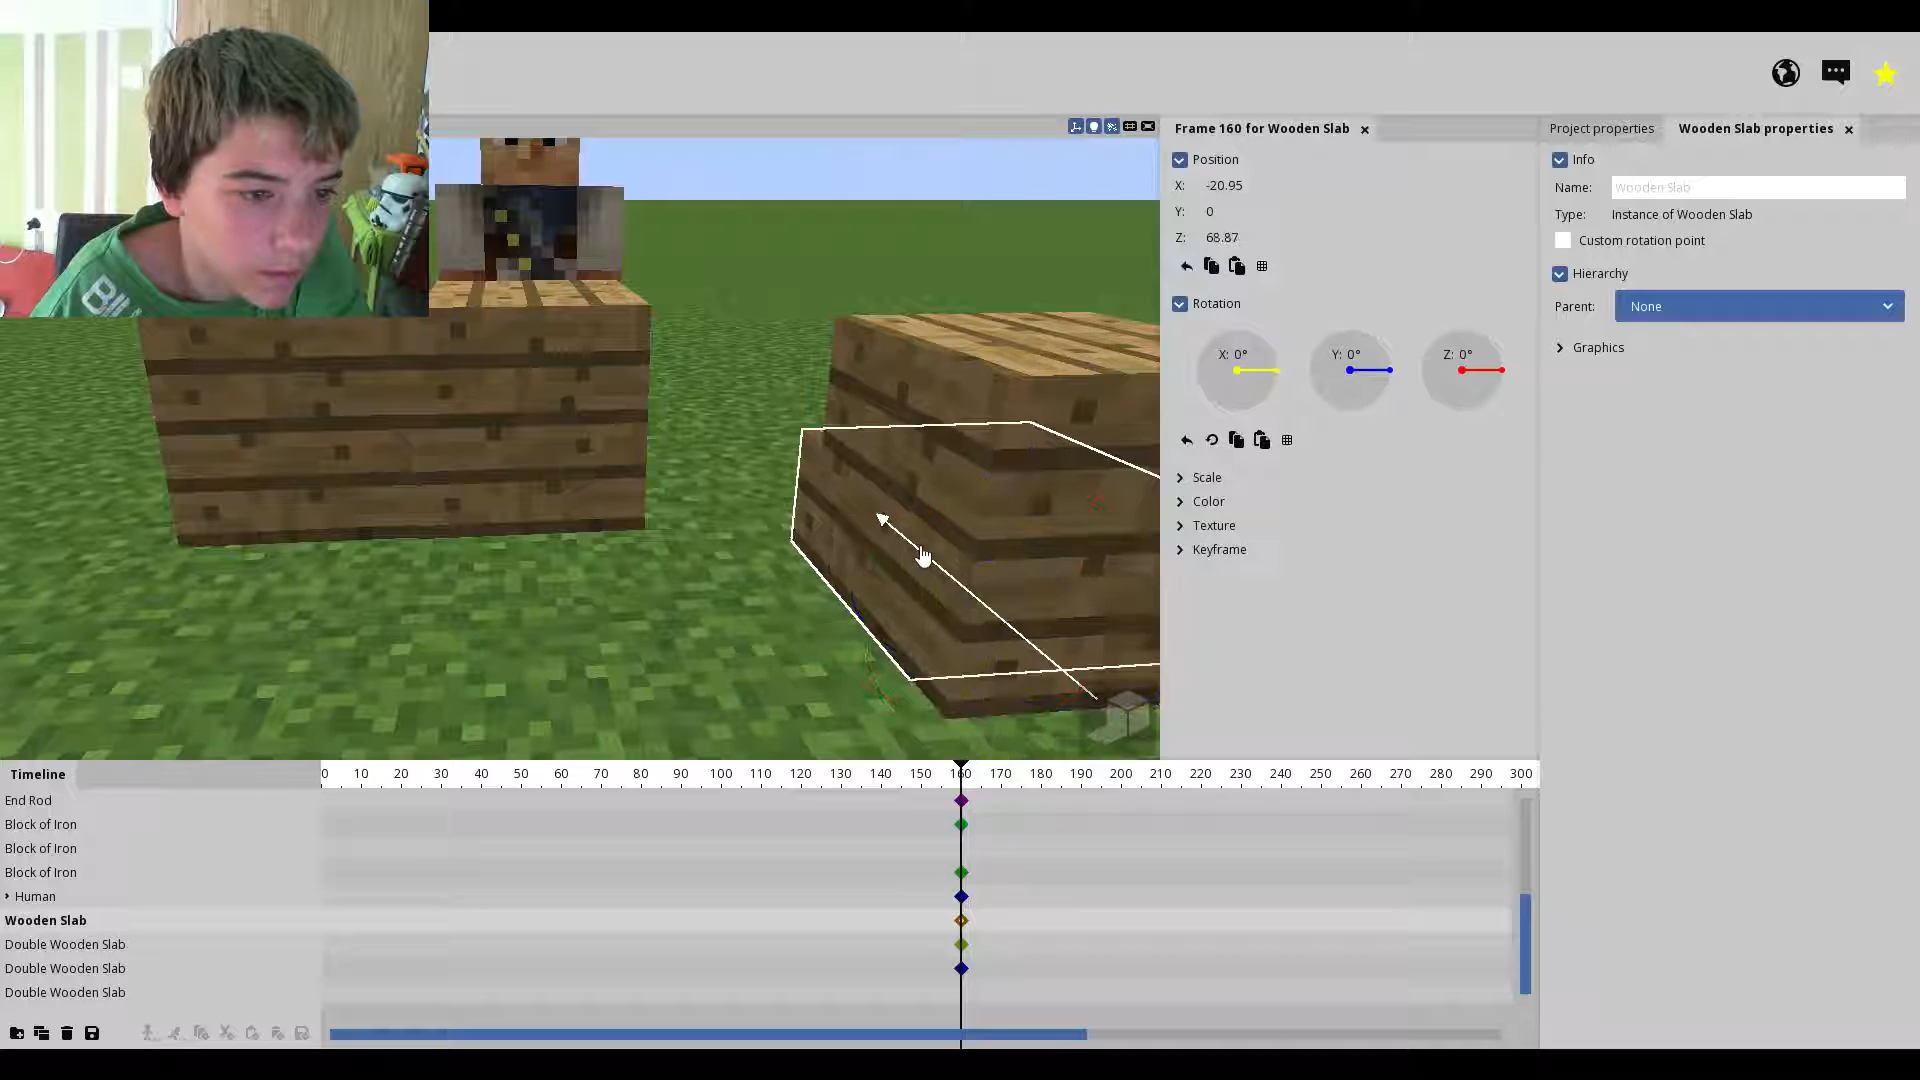 Frame 160 for Wooden Slab
Position
X: -20.95
Y: 0
Z: 68.87
Rotation
X: 0° Y: 0° Z: 0°
Scale
Color
Texture
Keyframe
Project properties Wooden Slab properties
Info
Name: Wooden Slab
Type: Instance of Wooden Slab
Custom rotation point
Hierarchy
Parent: None
Graphics
Timeline
0 10 20 30 40 50 60 70 80 90 100 110 120 130 140 150 160 170 180 190 200 210 220 230 240 250 260 270 280 290 300
End Rod
Block of Iron
Block of Iron
Block of Iron
Human
Wooden Slab
Double Wooden Slab
Double Wooden Slab
Double Wooden Slab